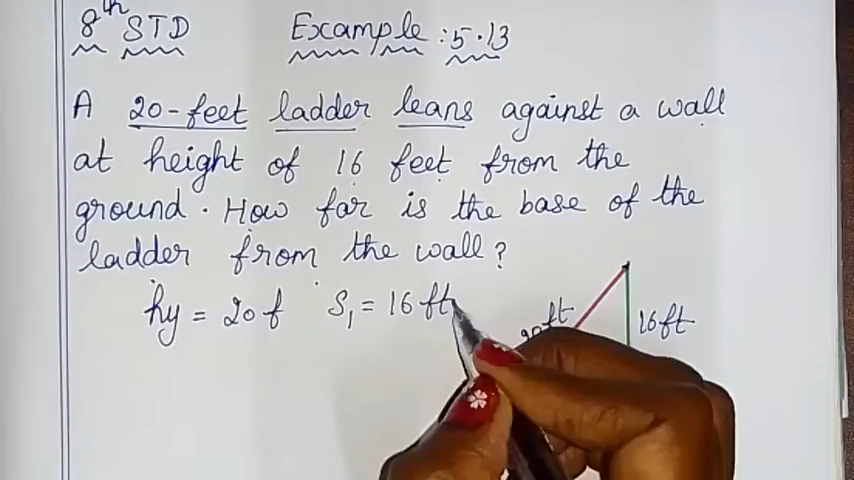 8th STD Example : 5.13
A 20-feet ladder leans against a wall
at height of 16 feet from the
ground. How far is the base of the
ladder from the wall?
hy = 20f S₁ = 16 ft
20ft 16ft